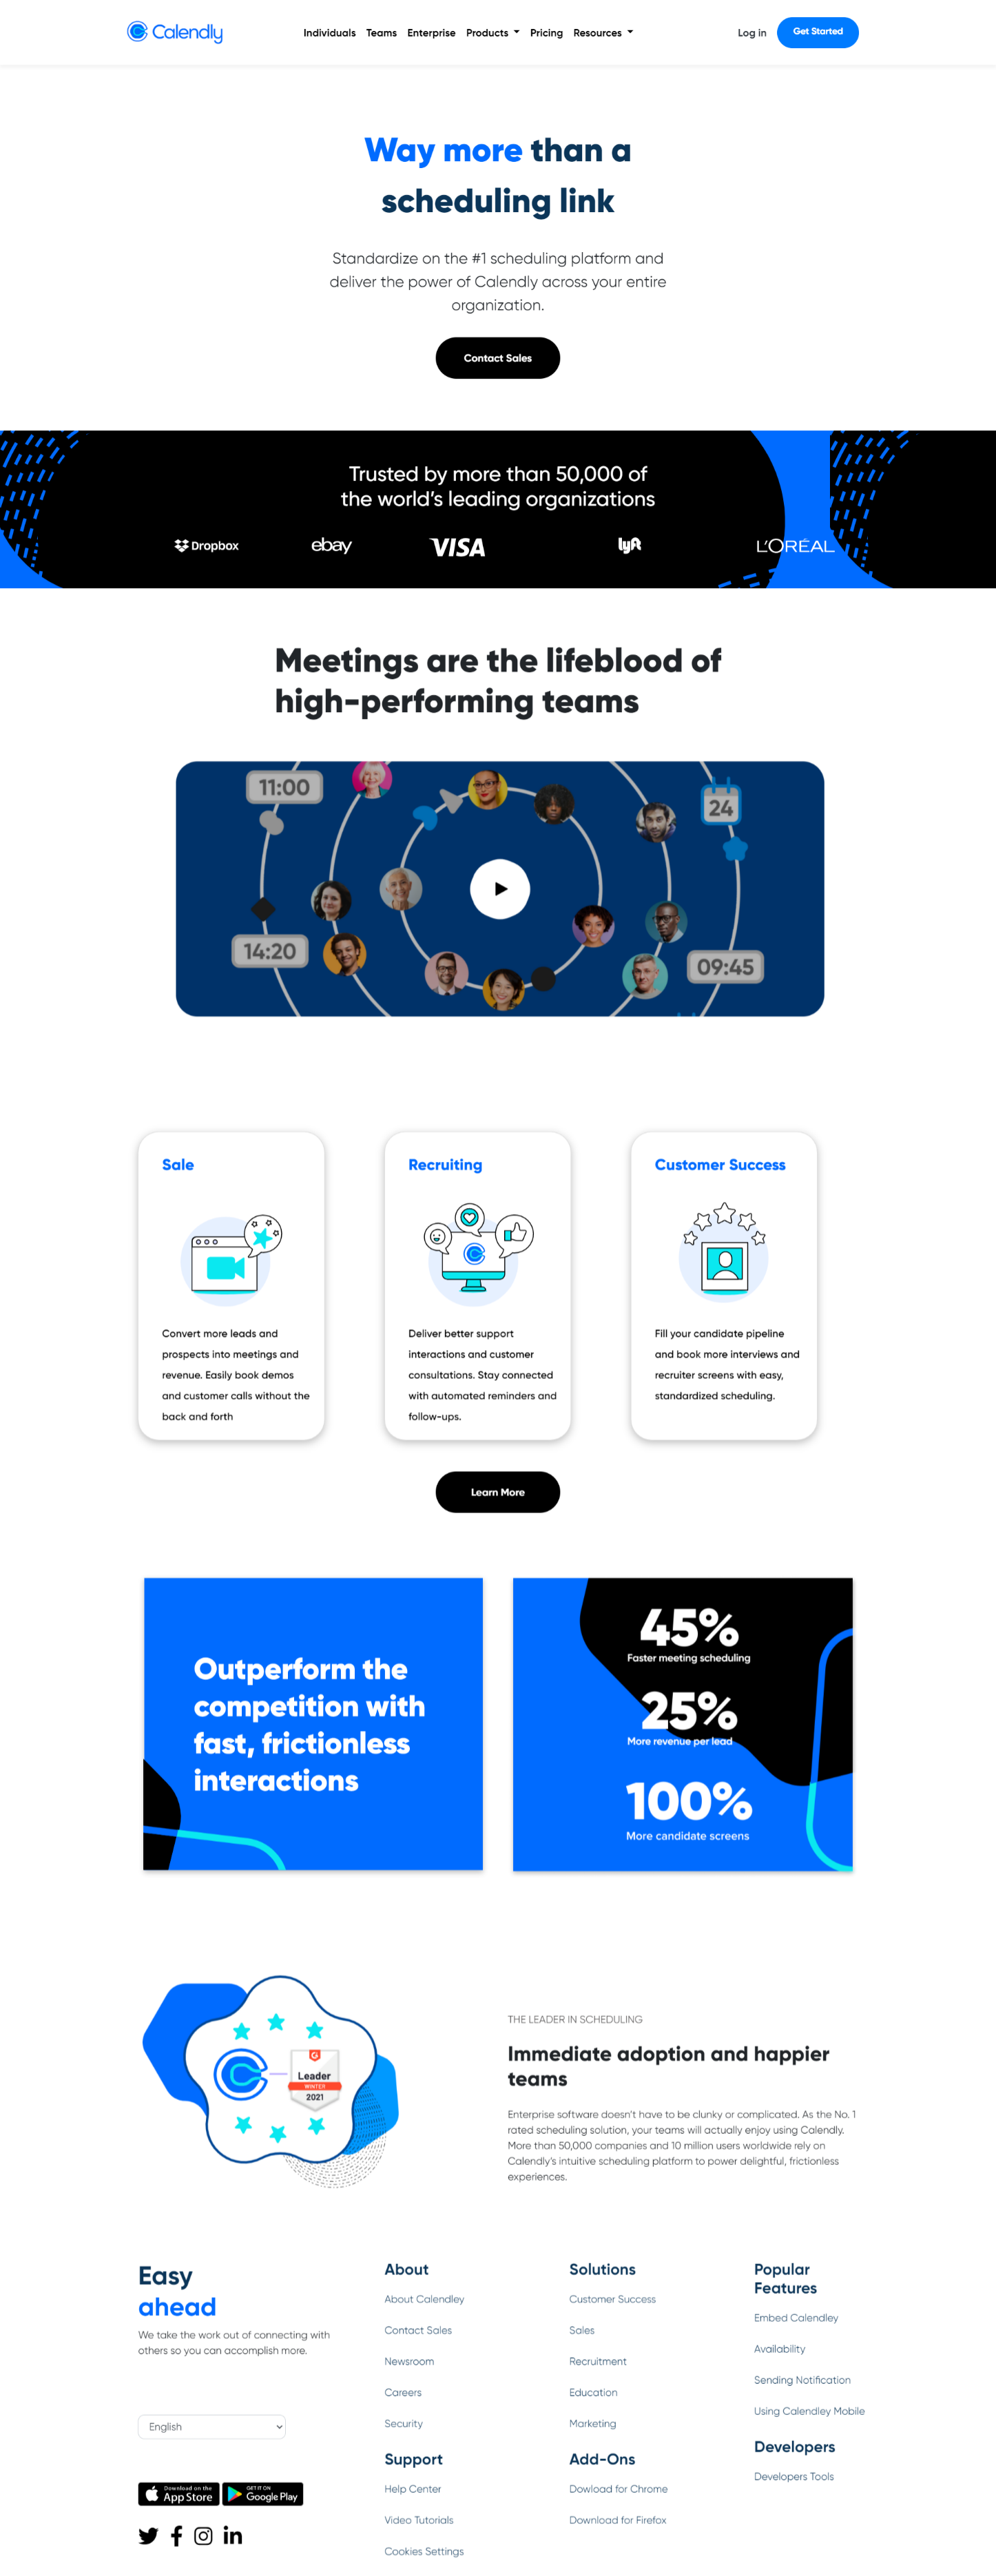 Calendly
Individuals Teams Enterprise Products Pricing Resources
Log in
Get Started
Way more than a
scheduling link
Standardize on the #1 scheduling platform and
deliver the power of Calendly across your entire
organization.
Contact Sales
Trusted by more than 50,000 of
the world's leading organizations
Dropbox ebay VISA lyft L'ORÉAL
Meetings are the lifeblood of
high-performing teams
11:00
24
14:20
09:45
Sale
Convert more leads and
prospects into meetings and
revenue. Easily book demos
and customer calls without the
back and forth
Recruiting
Deliver better support
interactions and customer
consultations. Stay connected
with automated reminders and
follow-ups.
Customer Success
Fill your candidate pipeline
and book more interviews and
recruiter screens with easy,
standardized scheduling.
Learn More
Outperform the
competition with
fast, frictionless
interactions
45%
Faster meeting scheduling
25%
More revenue per lead
100%
More candidate screens
Leader
WINTER
2021
THE LEADER IN SCHEDULING
Immediate adoption and happier
teams
Enterprise software doesn't have to be clunky or complicated. As the No. 1
rated scheduling solution, your teams will actually enjoy using Calendly.
More than 50,000 companies and 10 million users worldwide rely on
Calendly's intuitive scheduling platform to power delightful, frictionless
experiences.
Easy
ahead
We take the work out of connecting with
others so you can accomplish more.
English
Download on the
App Store
GET IT ON
Google Play
About
About Calendley
Contact Sales
Newsroom
Careers
Security
Support
Help Center
Video Tutorials
Cookies Settings
Solutions
Customer Success
Sales
Recruitment
Education
Marketing
Add-Ons
Dowload for Chrome
Download for Firefox
Popular
Features
Embed Calendley
Availability
Sending Notification
Using Calendley Mobile
Developers
Developers Tools